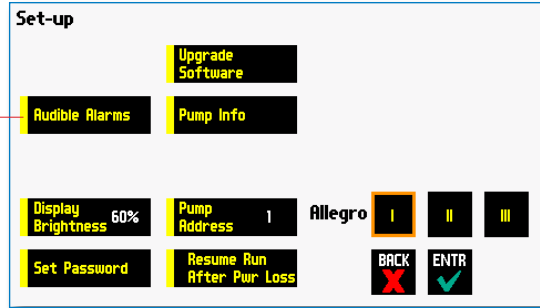 Set-up
Upgrade
Software
Audible Alarms
Pump Info
Display
Brightness 60%
Pump
Address 1
Allegro I II III
Set Password
Resume Run
After Pwr Loss
BACK
ENTR